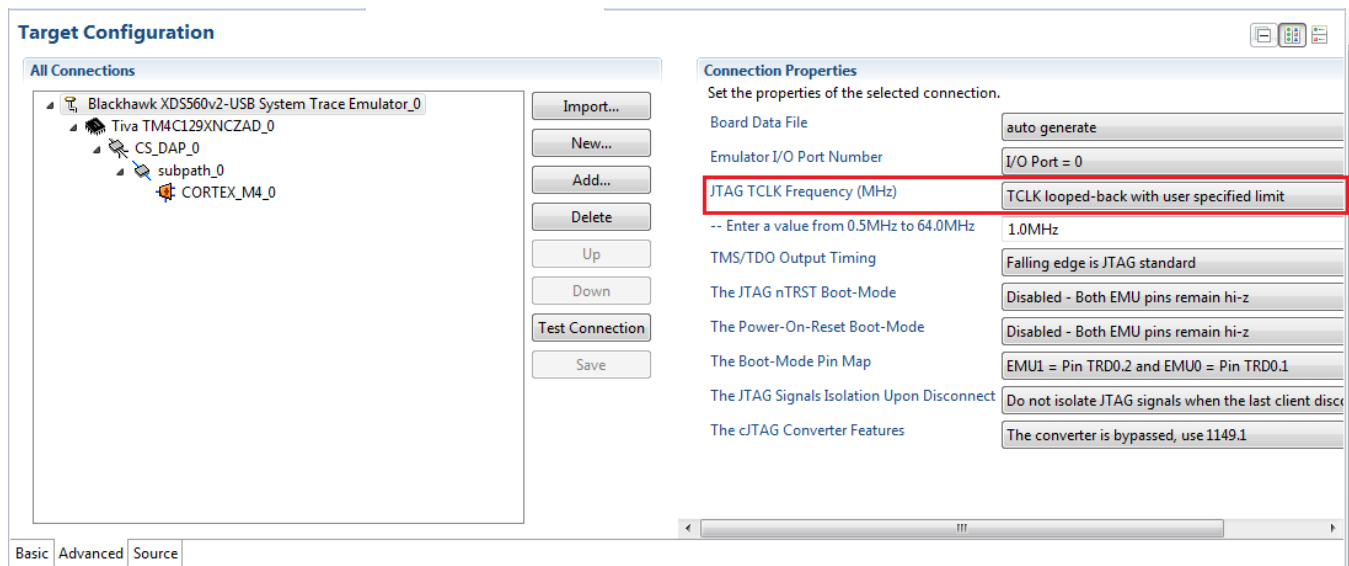 Target Configuration
All Connections
Blackhawk XDS560v2-USB System Trace Emulator_0
Tiva TM4C129XNCZAD_0
CS_DAP_0
subpath_0
CORTEX_M4_0
Import...
New...
Add...
Delete
Up
Down
Test Connection
Save
Connection Properties
Set the properties of the selected connection.
Board Data File auto generate
Emulator I/O Port Number I/O Port = 0
JTAG TCLK Frequency (MHz) TCLK looped-back with user specified limit
-- Enter a value from 0.5MHz to 64.0MHz 1.0MHz
TMS/TDO Output Timing Falling edge is JTAG standard
The JTAG nTRST Boot-Mode Disabled - Both EMU pins remain hi-z
The Power-On-Reset Boot-Mode Disabled - Both EMU pins remain hi-z
The Boot-Mode Pin Map EMU1 = Pin TRD0.2 and EMU0 = Pin TRD0.1
The JTAG Signals Isolation Upon Disconnect Do not isolate JTAG signals when the last client disco
The cJTAG Converter Features The converter is bypassed, use 1149.1
Basic Advanced Source